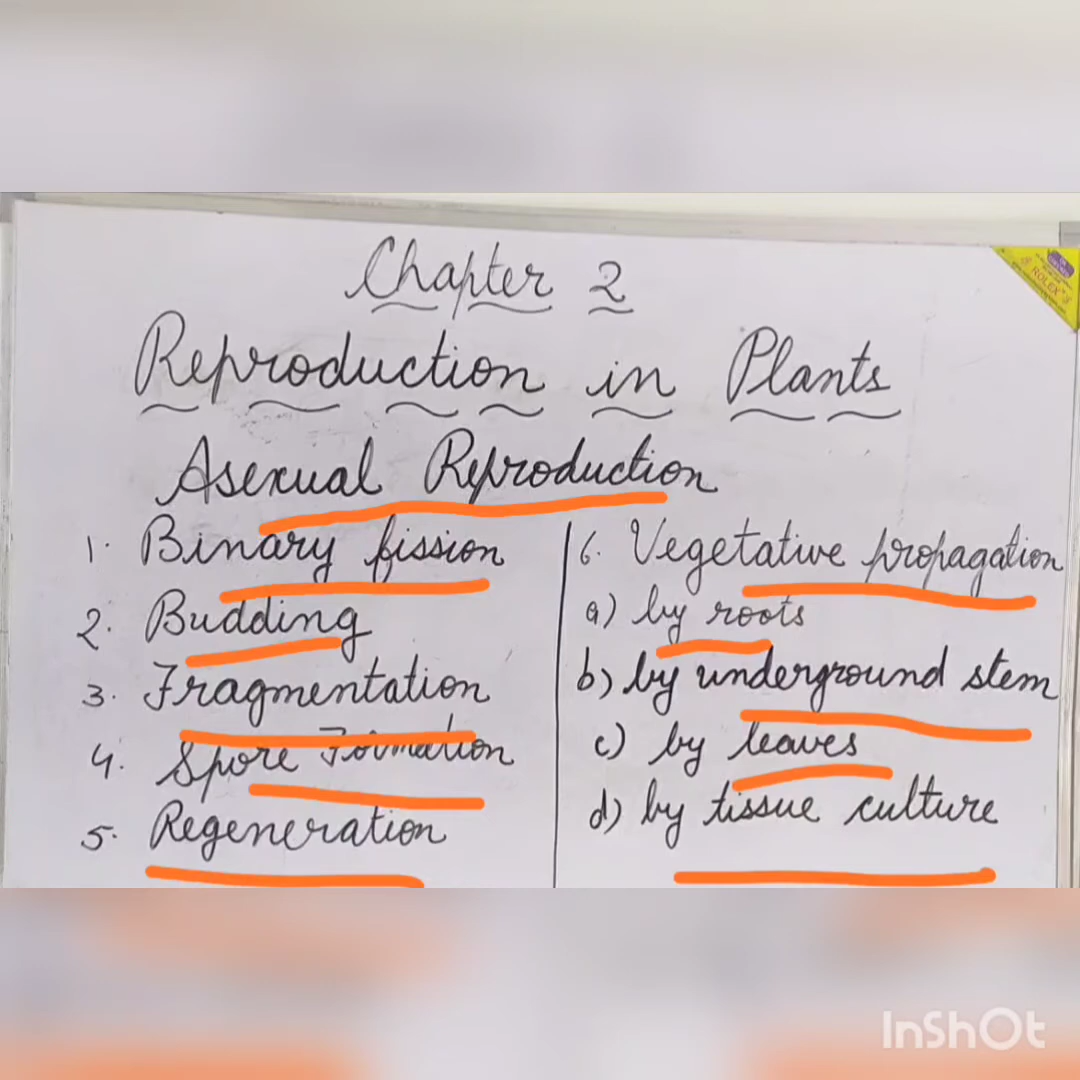 Chapter 2
Reproduction in Plants
Asexual Reproduction
1. Binary fission
2. Budding
3. Fragmentation
4. Spore Formation
5. Regeneration
6. Vegetative propagation
a) by roots
b) by underground stem
c) by leaves
d) by tissue culture
ROLEX
InShOt